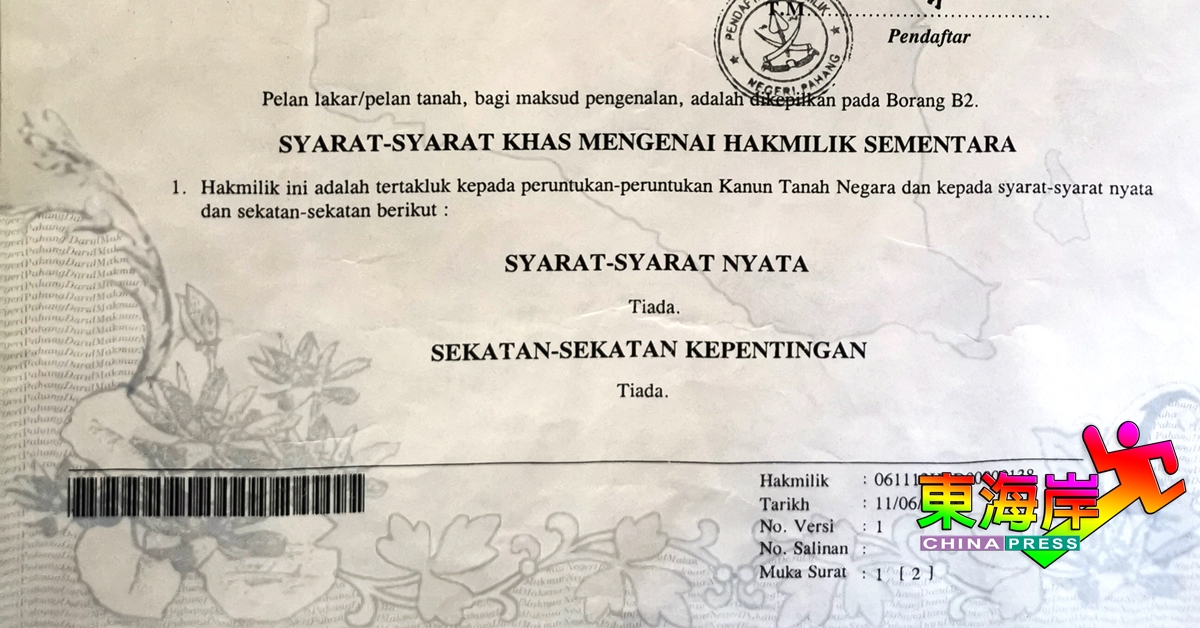 T.M.
Pendaftar
NEGERI PAHANG
Pelan lakar/pelan tanah, bagi maksud pengenalan, adalah dikepilkan pada Borang B2.
SYARAT-SYARAT KHAS MENGENAI HAKMILIK SEMENTARA
1. Hakmilik ini adalah tertakluk kepada peruntukan-peruntukan Kanun Tanah Negara dan kepada syarat-syarat nyata
dan sekatan-sekatan berikut :
SYARAT-SYARAT NYATA
Tiada.
SEKATAN-SEKATAN KEPENTINGAN
Tiada.
Hakmilik :
Tarikh : 11/06/
No. Versi : 1
No. Salinan :
Muka Surat : 1 [ 2 ]
東海岸
CHINA PRESS